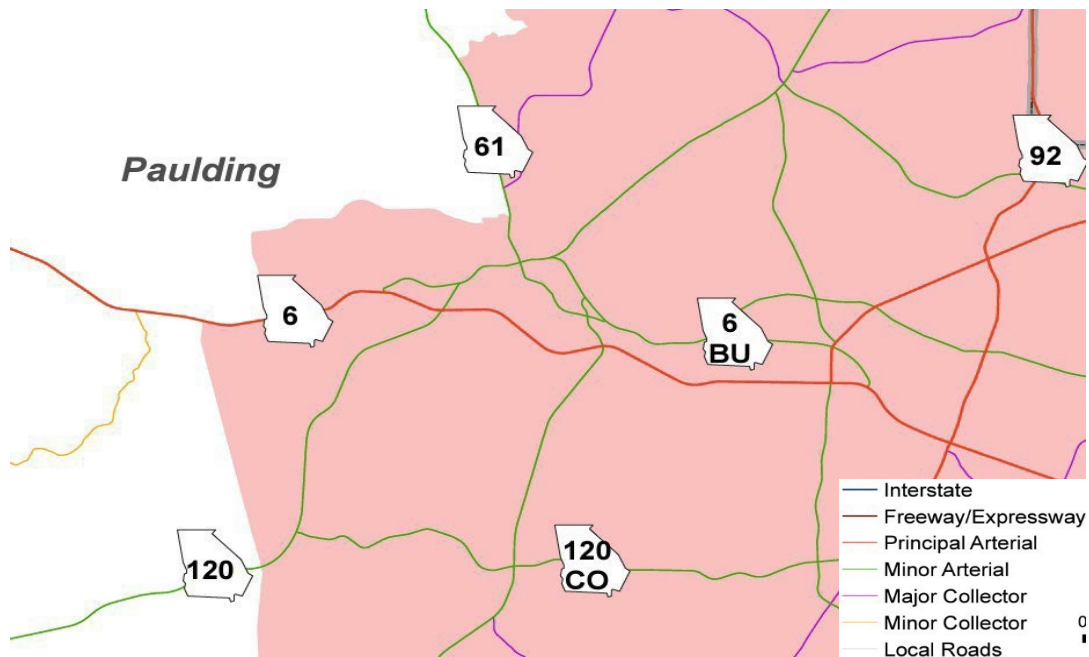 61
92
Paulding
6
6
BU
120
120
CO
Interstate
Freeway/Expressway
Principal Arterial
Minor Arterial
Major Collector
Minor Collector
Local Roads
0